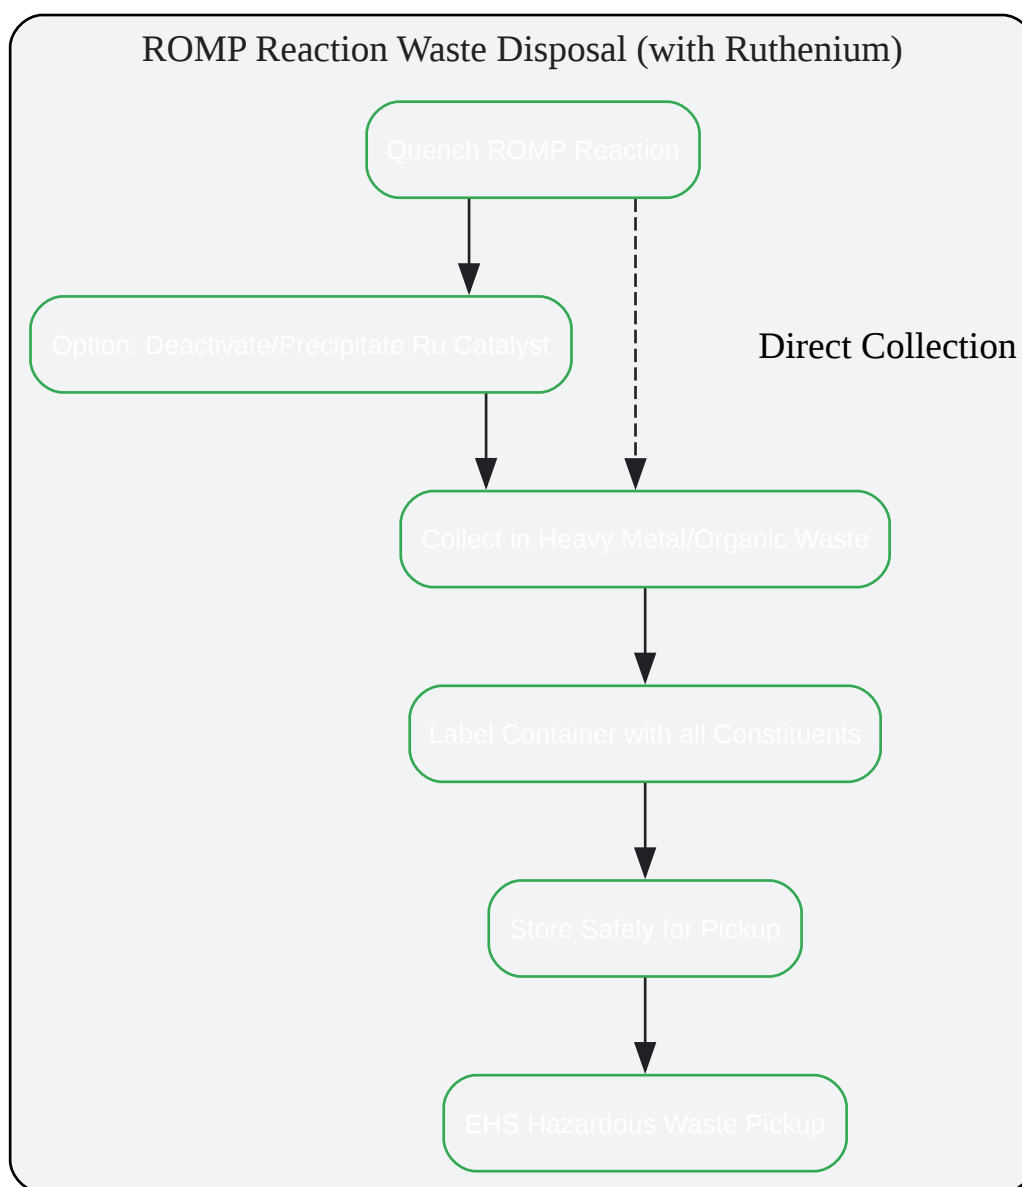 ROMP Reaction Waste Disposal (with Ruthenium)
Quench ROMP Reaction
Option: Deactivate/Precipitate Ru Catalyst
Direct Collection
Collect in Heavy Metal/Organic Waste
Label Container with all Constituents
Store Safely for Pickup
EHS Hazardous Waste Pickup